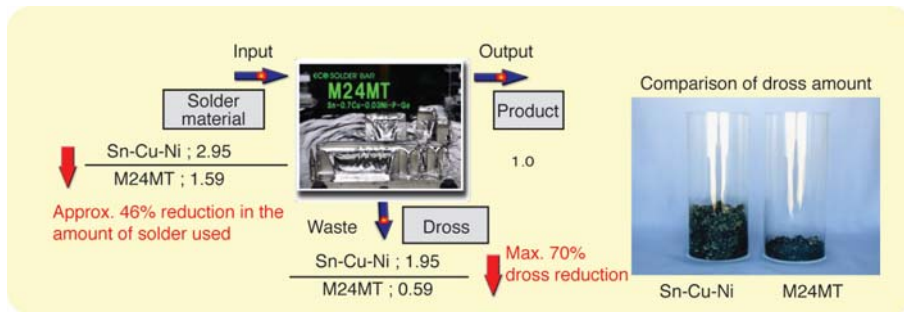 Input
Output
ECO SOLDER BAR
M24MT
Sn-0.7Cu-0.03Ni-P-Ge
Solder
material
Product
Sn-Cu-Ni ; 2.95
M24MT ; 1.59
1.0
Approx. 46% reduction in the
amount of solder used
Waste
Dross
Sn-Cu-Ni ; 1.95
M24MT ; 0.59
Max. 70%
dross reduction
Comparison of dross amount
Sn-Cu-Ni
M24MT